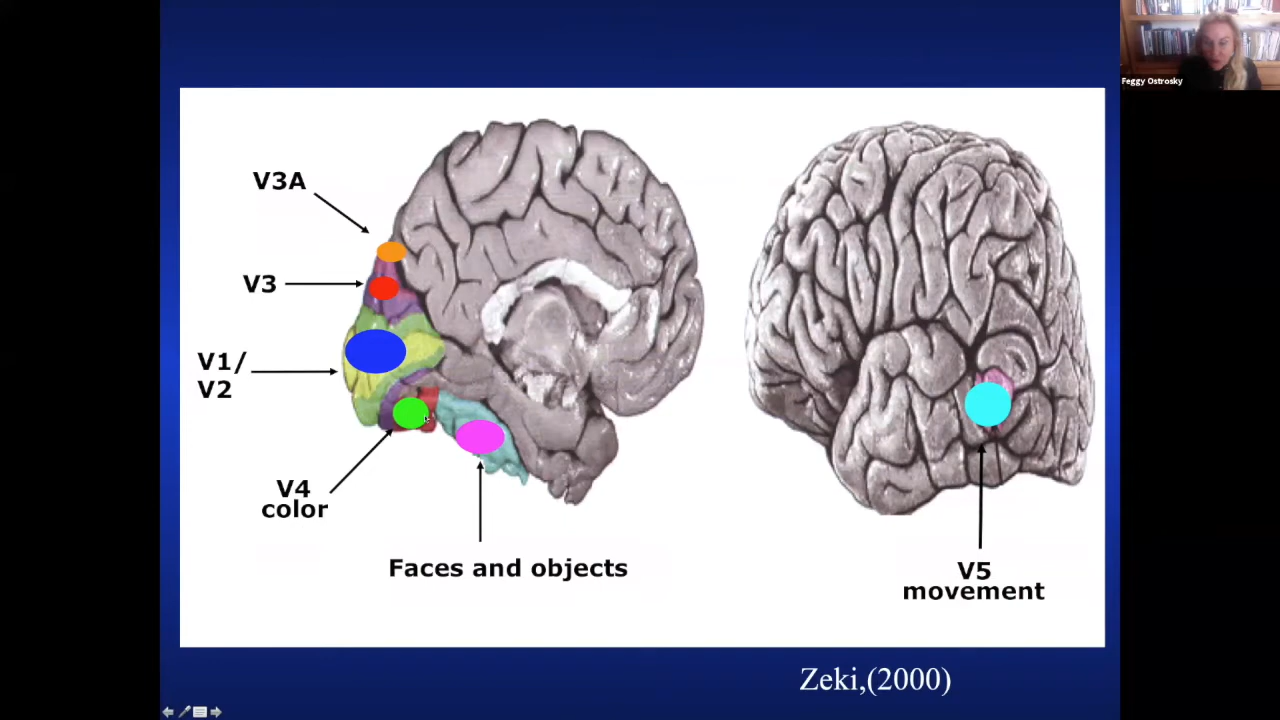 Feggy Ostrosky
V3A
V3
V1/
V2
V4
color
Faces and objects
V5
movement
Zeki,(2000)